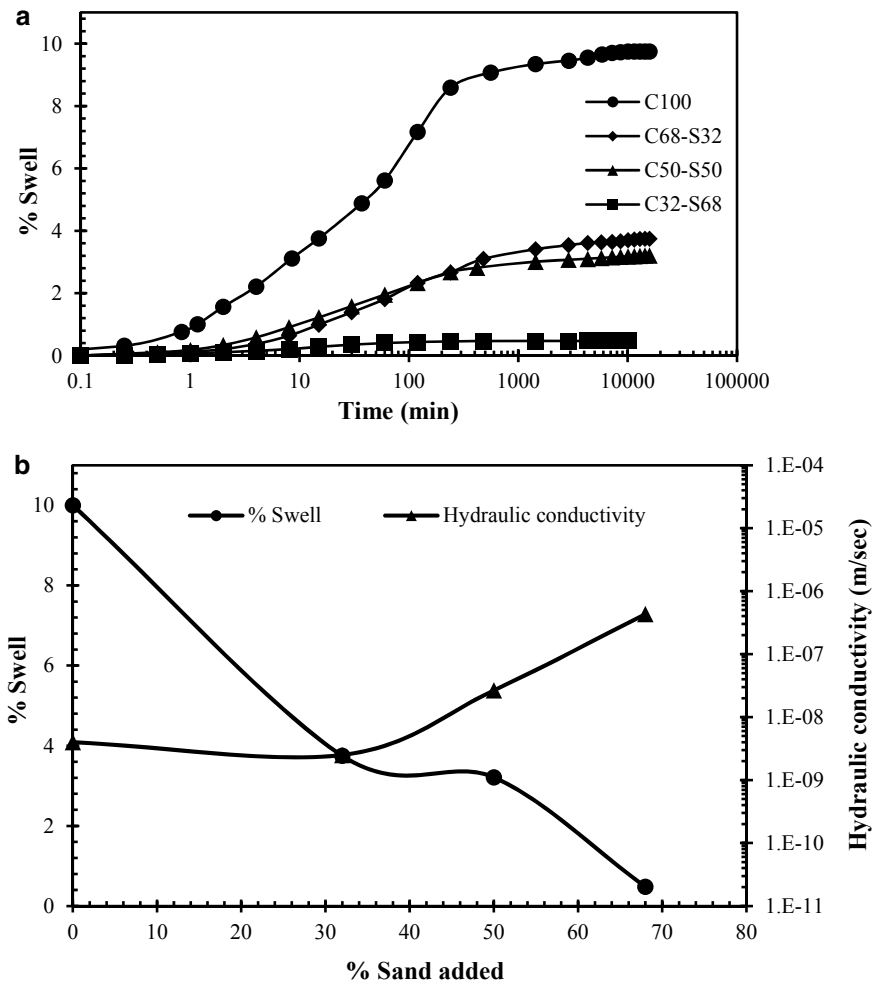 a
10
8
6
4
2
0
% Swell
C100
C68-S32
C50-S50
C32-S68
0.1 1 10 100 1000 10000 100000
Time (min)
b
10
8
6
4
2
0
% Swell
% Swell Hydraulic conductivity
1.E-04
1.E-05
1.E-06
1.E-07
1.E-08
1.E-09
1.E-10
1.E-11
Hydraulic conductivity (m/sec)
0 10 20 30 40 50 60 70 80
% Sand added